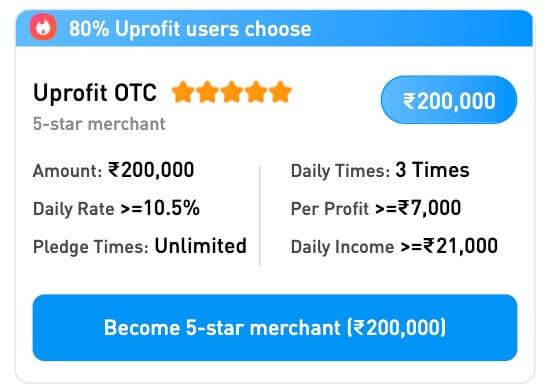 80% Uprofit users choose
Uprofit OTC
₹200,000
5-star merchant
Amount: ₹200,000
Daily Times: 3 Times
Daily Rate >=10.5%
Per Profit >=₹7,000
Pledge Times: Unlimited
Daily Income >=₹21,000
Become 5-star merchant (₹200,000)